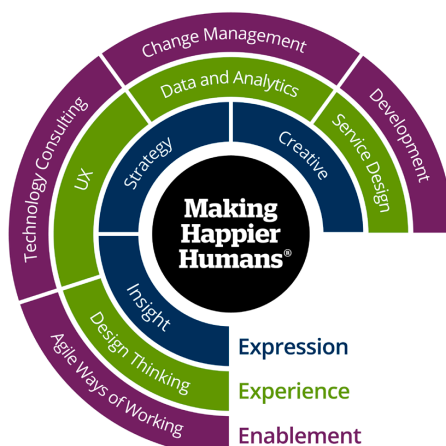 Change Management
Technology Consulting
Development
Agile Ways of Working
Data and Analytics
UX
Service Design
Design Thinking
Strategy
Creative
Insight
Making
Happier
Humans®
Expression
Experience
Enablement